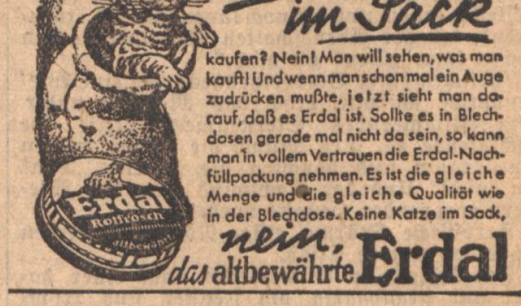 im Sack
kaufen? Nein! Man will sehen, was man
kauft! Und wenn man schon mal ein Auge
zudrücken mußte, jetzt sieht man da-
rauf, daß es Erdal ist. Sollte es in Blech-
dosen gerade mal nicht da sein, so kann
man in vollem Vertrauen die Erdal-Nach-
füllpackung nehmen. Es ist die gleiche
Menge und die gleiche Qualität wie
in der Blechdose. Keine Katze im Sack,
nein,
das altbewährte Erdal
Erdal
Rotfrosch
altbewährt